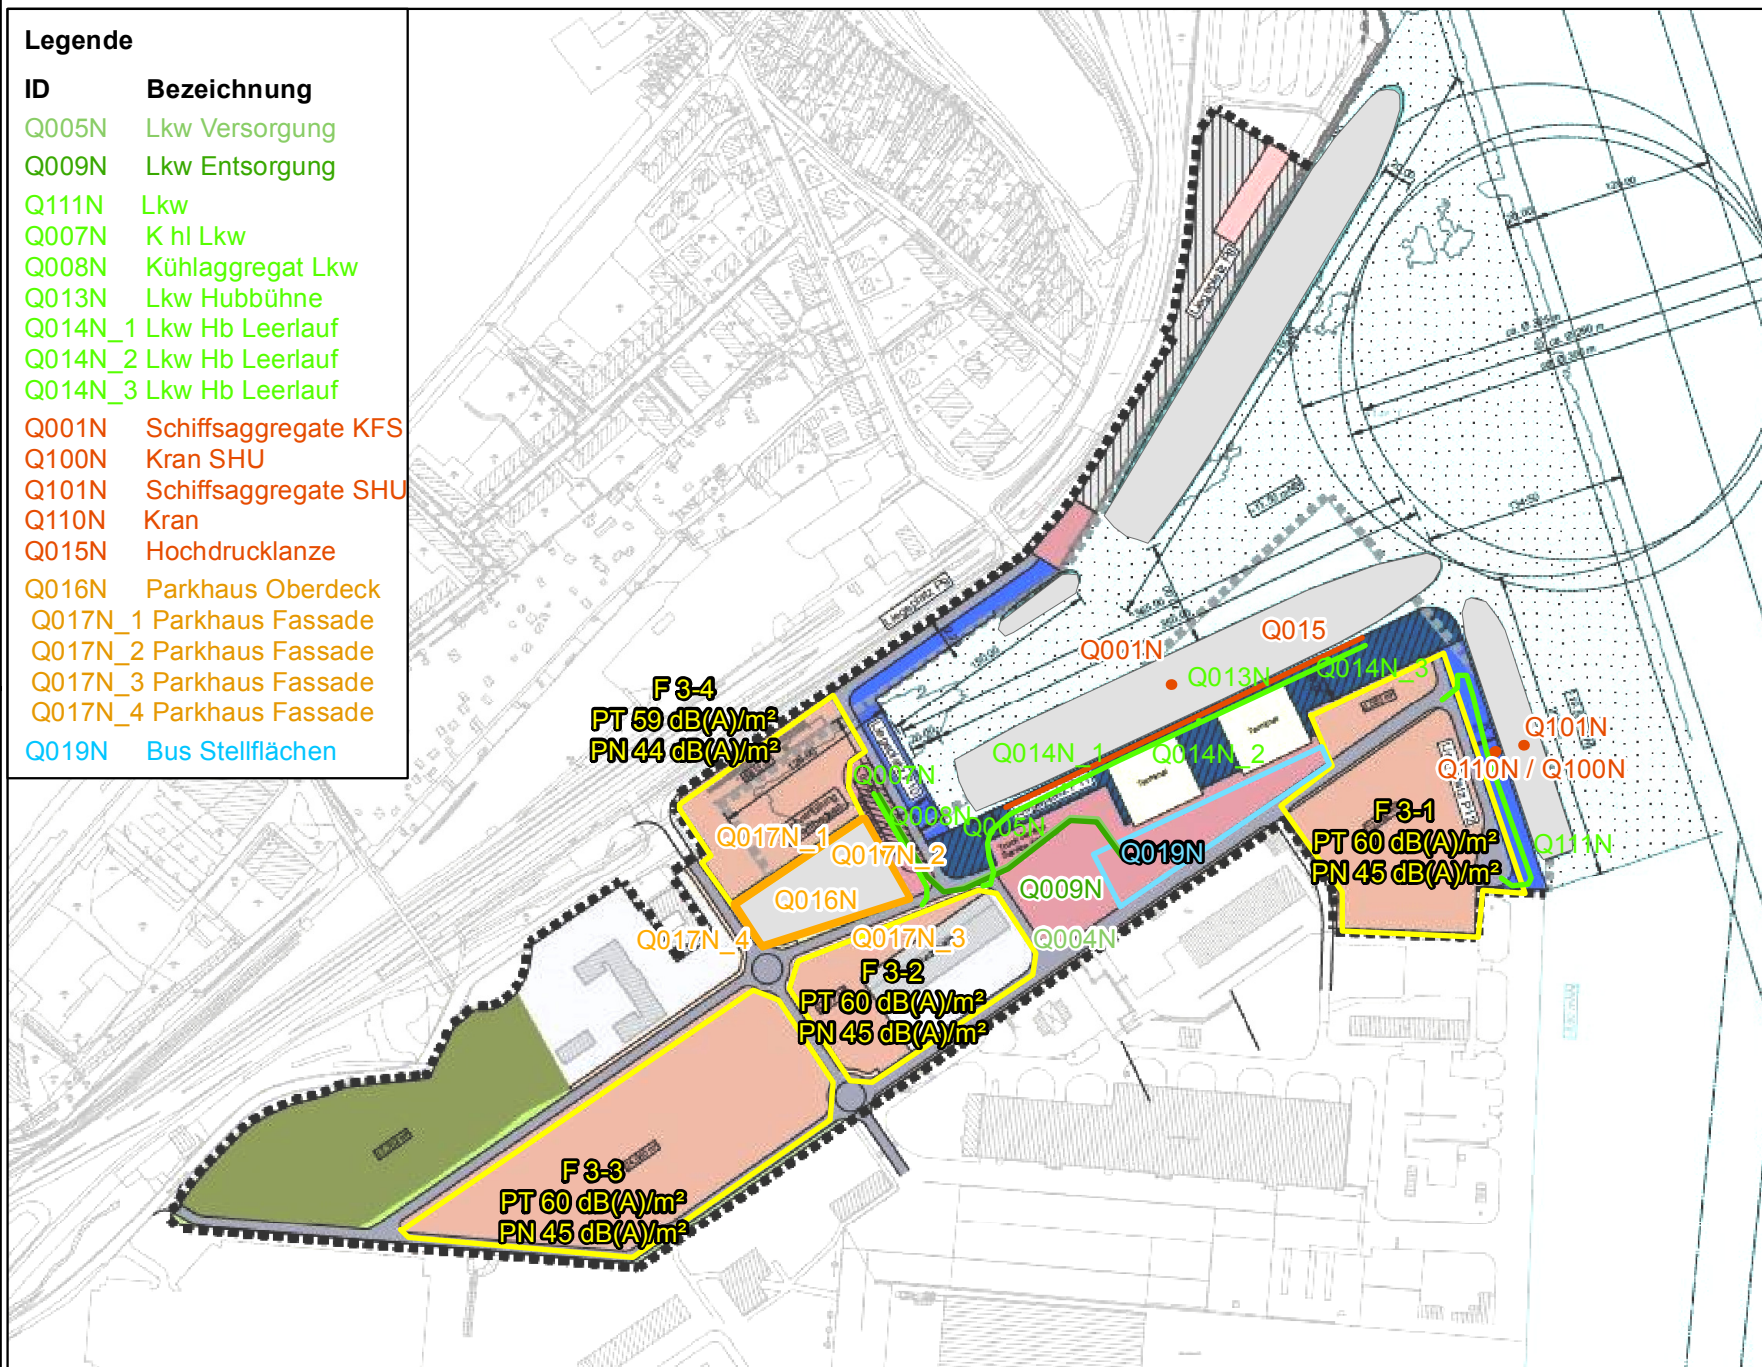 Legende
ID Bezeichnung
Q005N Lkw Versorgung
Q009N Lkw Entsorgung
Q111N Lkw
Q007N K hl Lkw
Q008N Kühlaggregat Lkw
Q013N Lkw Hubbühne
Q014N_1 Lkw Hb Leerlauf
Q014N_2 Lkw Hb Leerlauf
Q014N_3 Lkw Hb Leerlauf
Q001N Schiffsaggregate KFS
Q100N Kran SHU
Q101N Schiffsaggregate SHU
Q110N Kran
Q015N Hochdrucklanze
Q016N Parkhaus Oberdeck
Q017N_1 Parkhaus Fassade
Q017N_2 Parkhaus Fassade
Q017N_3 Parkhaus Fassade
Q017N_4 Parkhaus Fassade
Q019N Bus Stellflächen
Q015
Q001N
Q013N
Q014N_3
F 3-4
PT 59 dB(A)/m²
PN 44 dB(A)/m²
Q101N
Q014N_1
Q014N_2
Q110N / Q100N
Q007N
Q008N
Q005N
F 3-1
PT 60 dB(A)/m²
PN 45 dB(A)/m²
Q111N
Q017N_1
Q017N_2
Q019N
Q016N
Q009N
Q017N_4
Q017N_3
Q004N
F 3-2
PT 60 dB(A)/m²
PN 45 dB(A)/m²
F 3-3
PT 60 dB(A)/m²
PN 45 dB(A)/m²